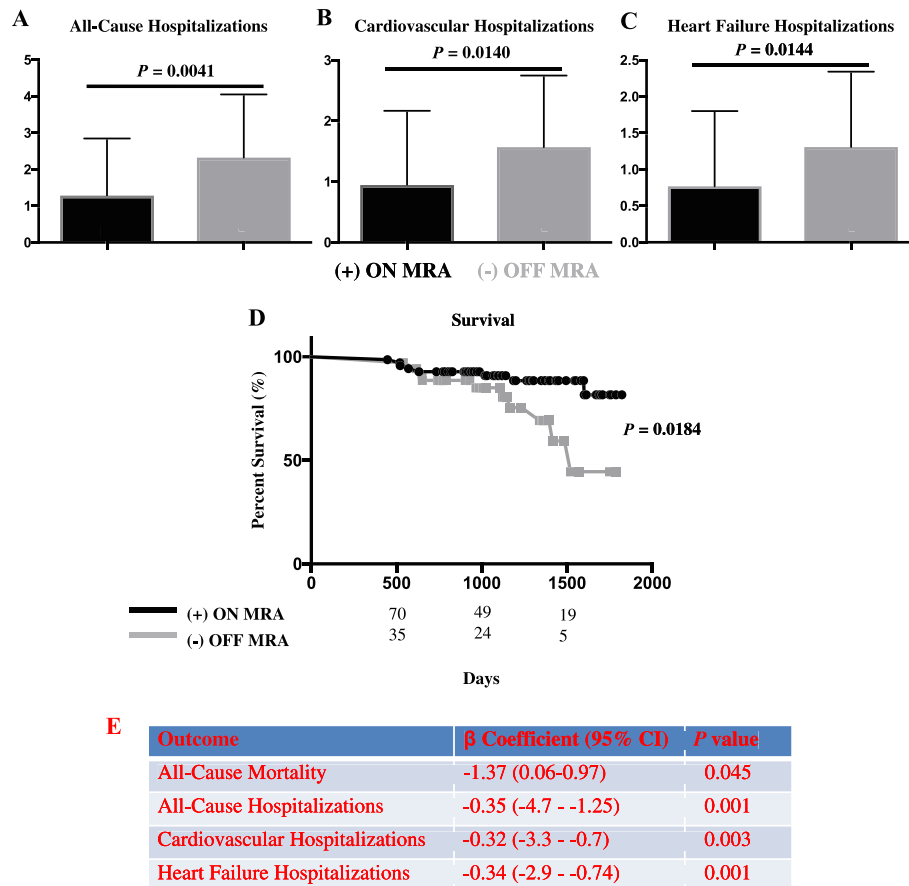 A
All-Cause Hospitalizations
P = 0.0041
5
4
3
2
1
0
B
Cardiovascular Hospitalizations
P = 0.0140
3
2
1
0
C
Heart Failure Hospitalizations
P = 0.0144
2.5
2.0
1.5
1.0
0.5
0.0
(+) ON MRA
(-) OFF MRA
D
Survival
Percent Survival (%)
100
50
0
P = 0.0184
0 500 1000 1500 2000
(+) ON MRA 70 49 19
(-) OFF MRA 35 24 5
Days
E
Outcome β Coefficient (95% CI) P value
All-Cause Mortality -1.37 (0.06-0.97) 0.045
All-Cause Hospitalizations -0.35 (-4.7 - -1.25) 0.001
Cardiovascular Hospitalizations -0.32 (-3.3 - -0.7) 0.003
Heart Failure Hospitalizations -0.34 (-2.9 - -0.74) 0.001